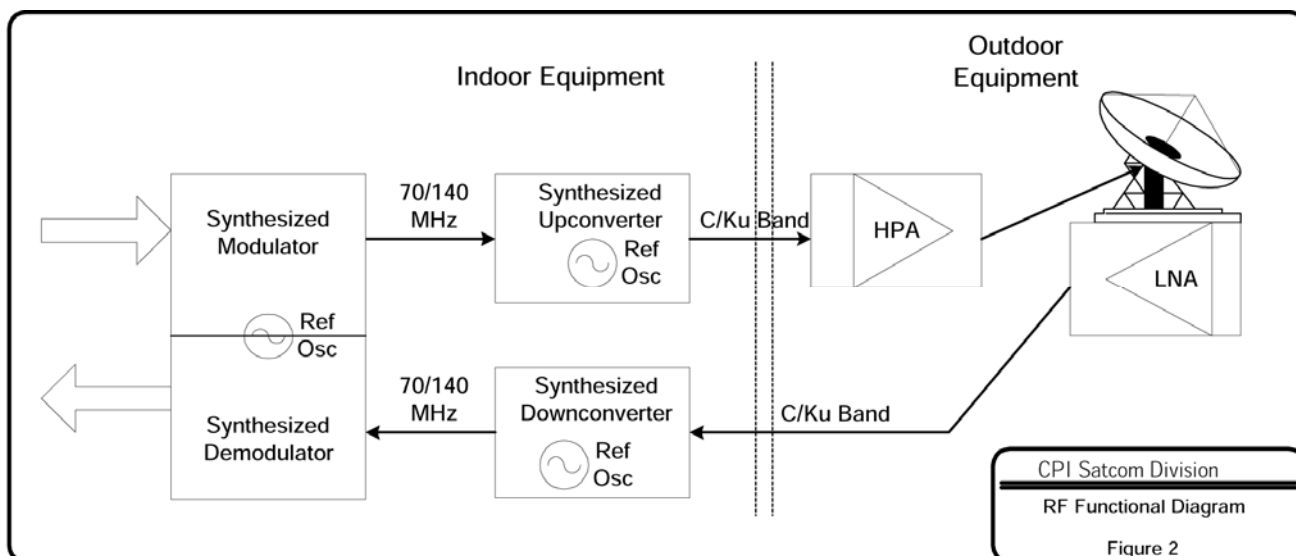 Indoor Equipment
Outdoor
Equipment
Synthesized
Modulator
70/140
MHz
Synthesized
Upconverter
Ref
Osc
C/Ku Band
HPA
LNA
Ref
Osc
Synthesized
Demodulator
70/140
MHz
Synthesized
Downconverter
Ref
Osc
C/Ku Band
CPI Satcom Division
RF Functional Diagram
Figure 2